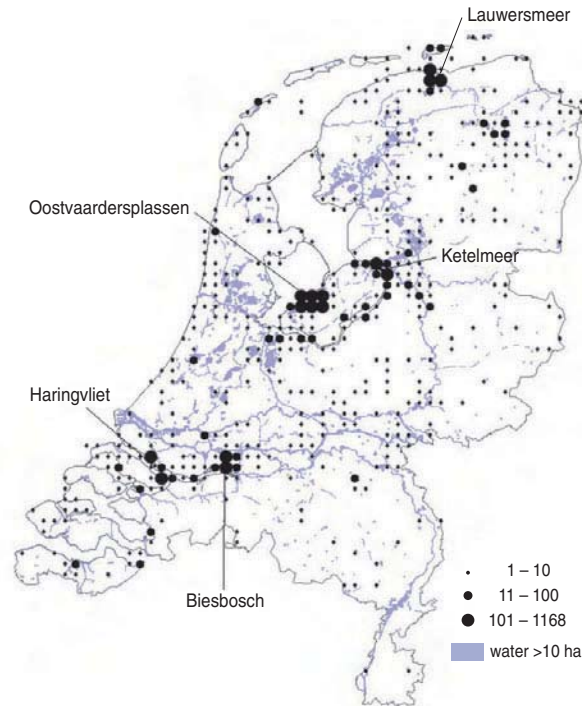 Lauwersmeer
Oostvaardersplassen
Ketelmeer
Haringvliet
Biesbosch
1 – 10
11 – 100
101 – 1168
water >10 ha